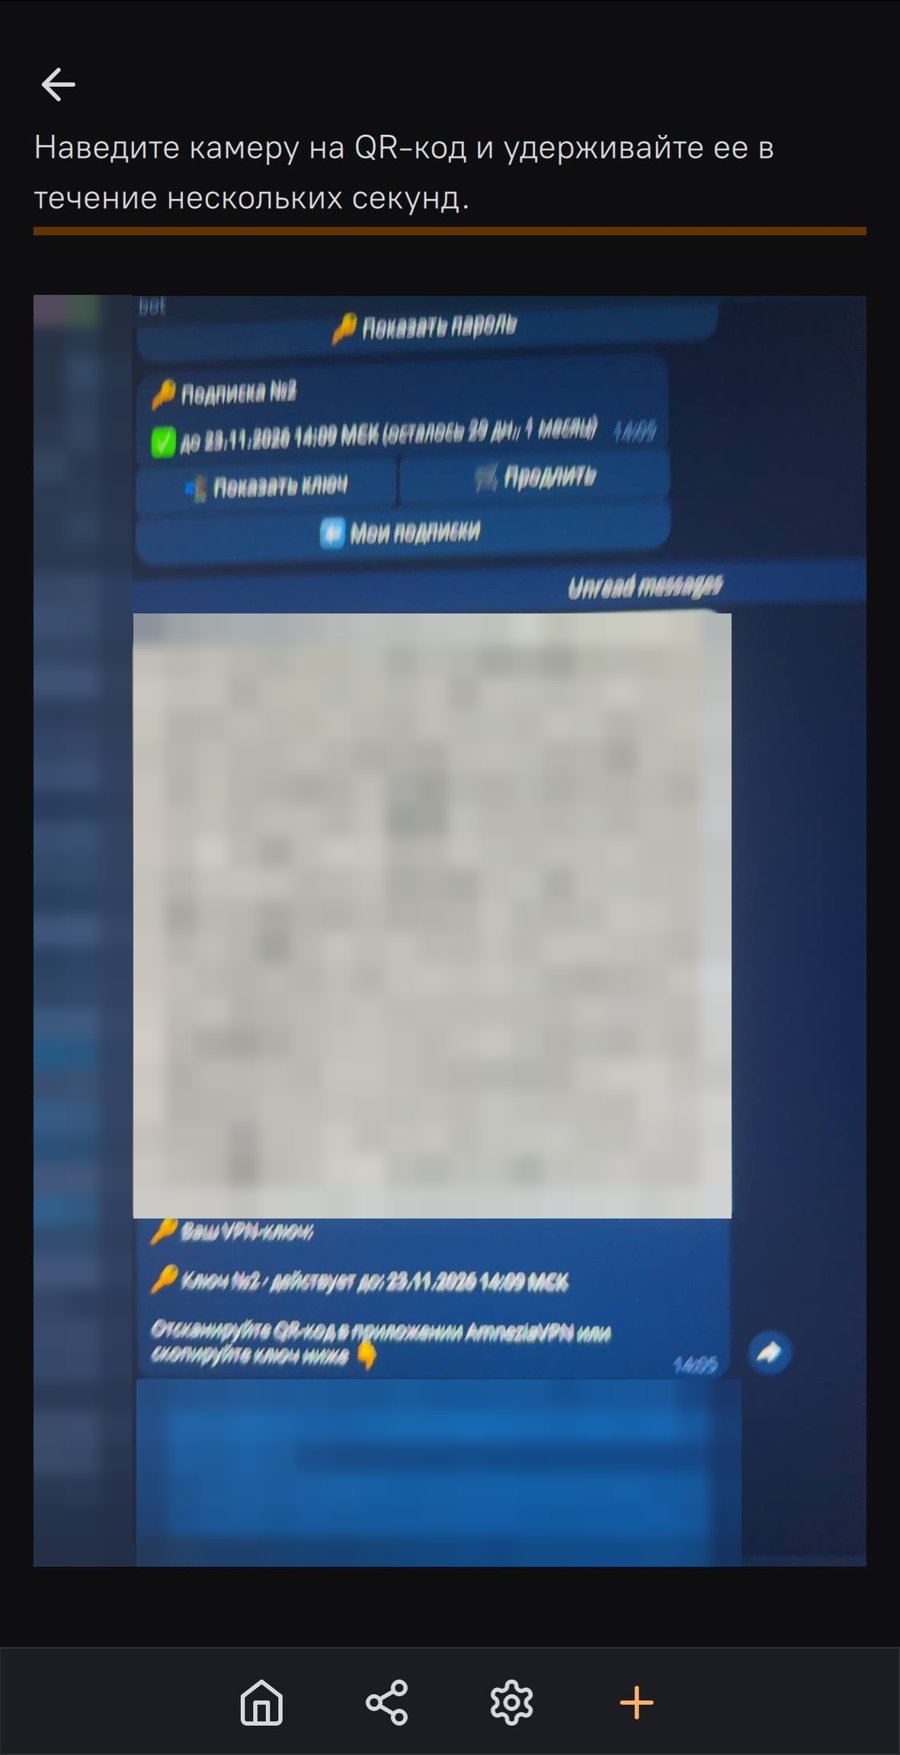 Наведите камеру на QR-код и удерживайте ее в
течение нескольких секунд.
🔑 Показать пароль
🔑 Подписка №2
✅ до 23.11.2026 14:09 МСК (осталось 29 дн., 1 месяц) 14:05
Показать ключ
Продлить
Мои подписки
Unread messages
🔑 Ваш VPN-ключ:
🔑 Ключ №2 - действует до: 23.11.2026 14:09 МСК
Отсканируйте QR-код в приложении AmneziaVPN или
скопируйте ключ ниже 👇
14:05